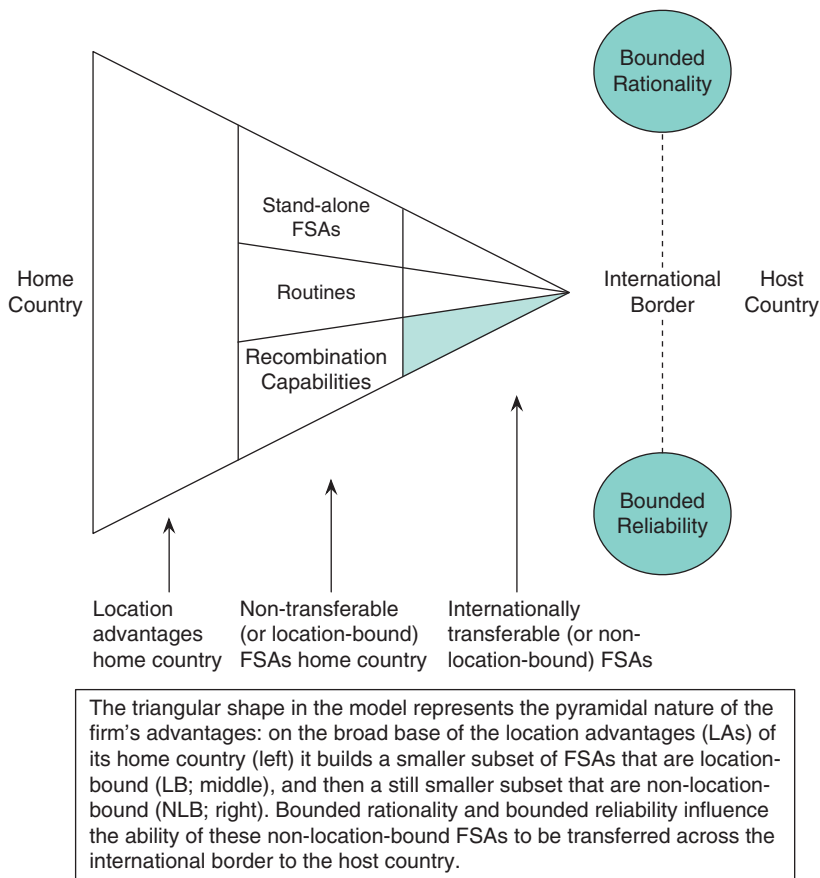 Bounded
Rationality
Stand-alone
FSAs
Home
Country
Routines
International
Border
Host
Country
Recombination
Capabilities
Bounded
Reliability
Location
advantages
home country
Non-transferable
(or location-bound)
FSAs home country
Internationally
transferable (or non-
location-bound) FSAs
The triangular shape in the model represents the pyramidal nature of the
firm's advantages: on the broad base of the location advantages (LAs) of
its home country (left) it builds a smaller subset of FSAs that are location-
bound (LB; middle), and then a still smaller subset that are non-location-
bound (NLB; right). Bounded rationality and bounded reliability influence
the ability of these non-location-bound FSAs to be transferred across the
international border to the host country.